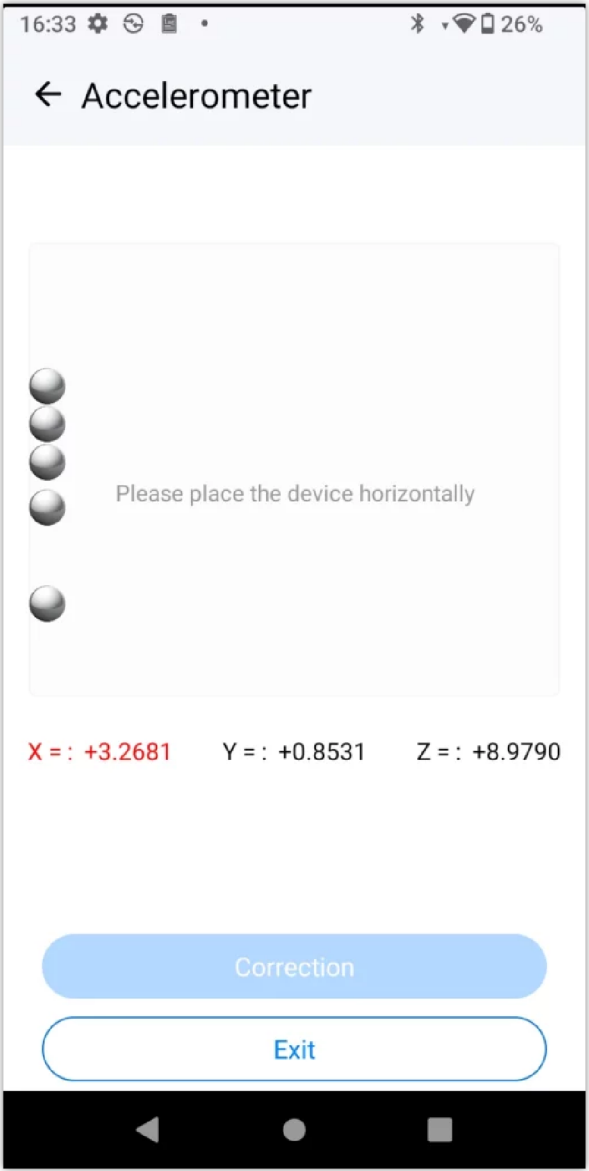 16:33
26%
Accelerometer
Please place the device horizontally
X = : +3.2681 Y = : +0.8531 Z = : +8.9790
Correction
Exit